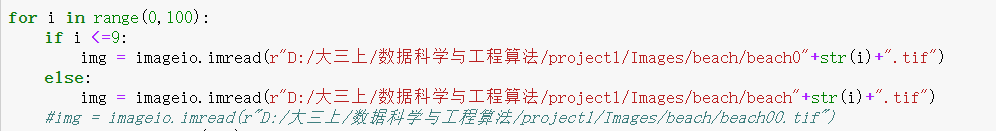 for i in range(0,100):
    if i <=9:
        img = imageio.imread(r"D:/大三上/数据科学与工程算法/project1/Images/beach/beach0"+str(i)+".tif")
    else:
        img = imageio.imread(r"D:/大三上/数据科学与工程算法/project1/Images/beach/beach"+str(i)+".tif")
    #img = imageio.imread(r"D:/大三上/数据科学与工程算法/project1/Images/beach/beach00.tif")